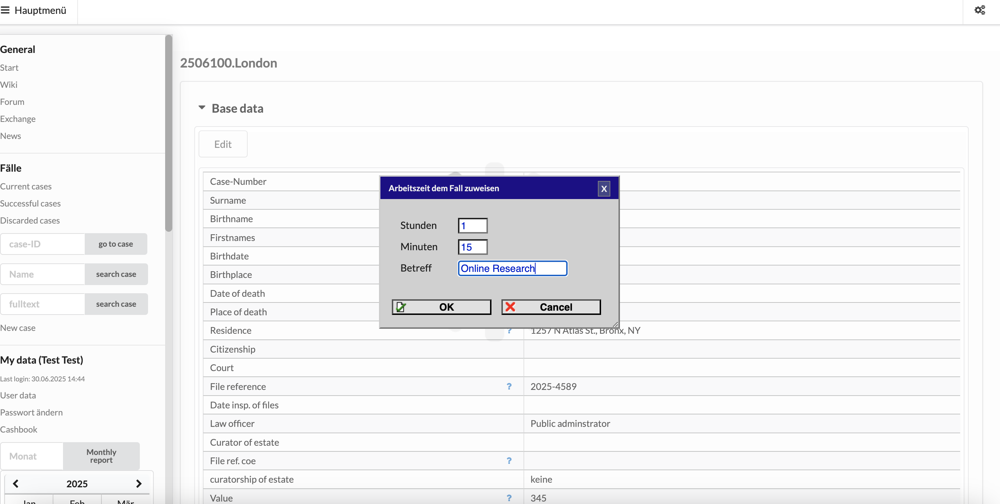 Hauptmenü
General
Start
Wiki
Forum
Exchange
News
Fälle
Current cases
Successful cases
Discarded cases
case-ID go to case
Name search case
fulltext search case
New case
My data (Test Test)
Last login: 30.06.2025 14:44
User data
Passwort ändern
Cashbook
Monat Monthly report
2025
Jan Feb Mär
2506100.London
Base data
Edit
Case-Number
Surname
Birthname
Firstnames
Birthdate
Birthplace
Date of death
Place of death
Residence ? 1257 N Atlas St., Bronx, NY
Citizenship
Court
File reference ? 2025-4589
Date insp. of files
Law officer Public adminstrator
Curator of estate
File ref. coe ?
curatorship of estate keine
Value ? 345
Arbeitszeit dem Fall zuweisen X
Stunden 1
Minuten 15
Betreff Online Research
OK Cancel